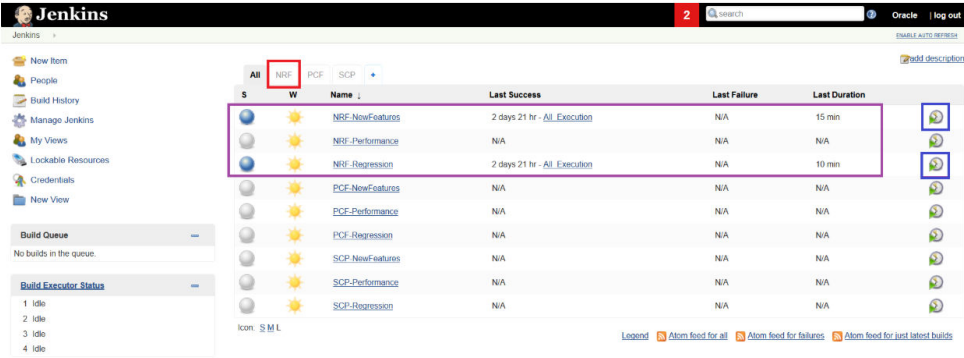 Jenkins
2 search Oracle | log out
Jenkins ENABLE AUTO REFRESH
add description
New Item
People
Build History
Manage Jenkins
My Views
Lockable Resources
Credentials
New View
Build Queue
No builds in the queue.
Build Executor Status
1 Idle
2 Idle
3 Idle
4 Idle
All NRF PCF SCP +
S W Name ↓ Last Success Last Failure Last Duration
NRF-NewFeatures 2 days 21 hr - All_Execution N/A 15 min
NRF-Performance N/A N/A N/A
NRF-Regression 2 days 21 hr - All_Execution N/A 10 min
PCF-NewFeatures N/A N/A N/A
PCF-Performance N/A N/A N/A
PCF-Regression N/A N/A N/A
SCP-NewFeatures N/A N/A N/A
SCP-Performance N/A N/A N/A
SCP-Regression N/A N/A N/A
Icon: S M L
Legend Atom feed for all Atom feed for failures Atom feed for just latest builds